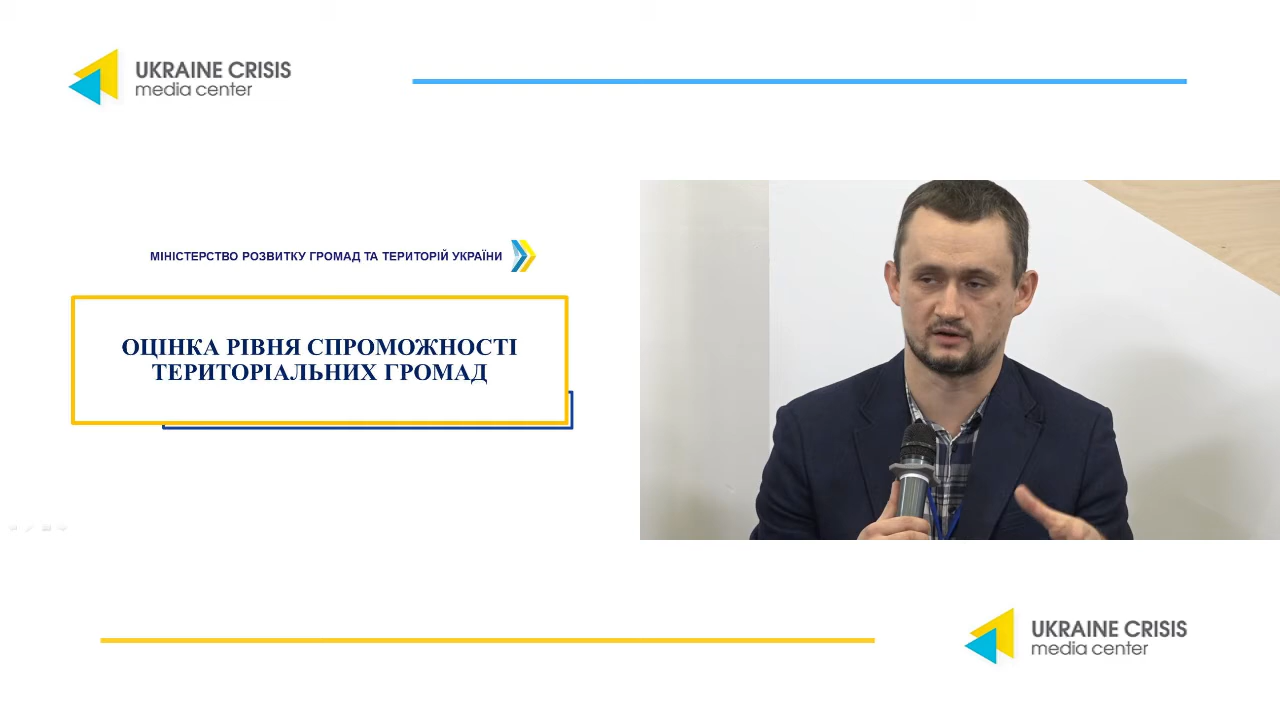 UKRAINE CRISIS
media center
МІНІСТЕРСТВО РОЗВИТКУ ГРОМАД ТА ТЕРИТОРІЙ УКРАЇНИ
ОЦІНКА РІВНЯ СПРОМОЖНОСТІ
ТЕРИТОРІАЛЬНИХ ГРОМАД
UKRAINE CRISIS
media center